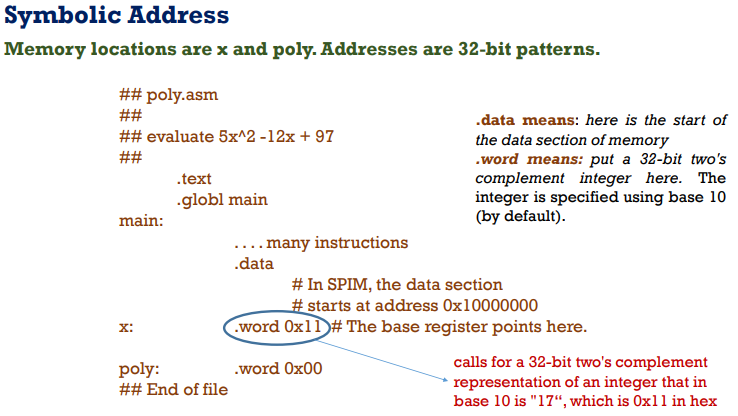 Symbolic Address
Memory locations are x and poly. Addresses are 32-bit patterns.
## poly.asm
##
## evaluate 5x^2 -12x + 97
##
.text
.globl main
main:
. . . . many instructions
.data
# In SPIM, the data section
# starts at address 0x10000000
x: .word 0x11 # The base register points here.
poly: .word 0x00
## End of file
.data means: here is the start of
the data section of memory
.word means: put a 32-bit two's
complement integer here. The
integer is specified using base 10
(by default).
calls for a 32-bit two's complement
representation of an integer that in
base 10 is "17“, which is 0x11 in hex